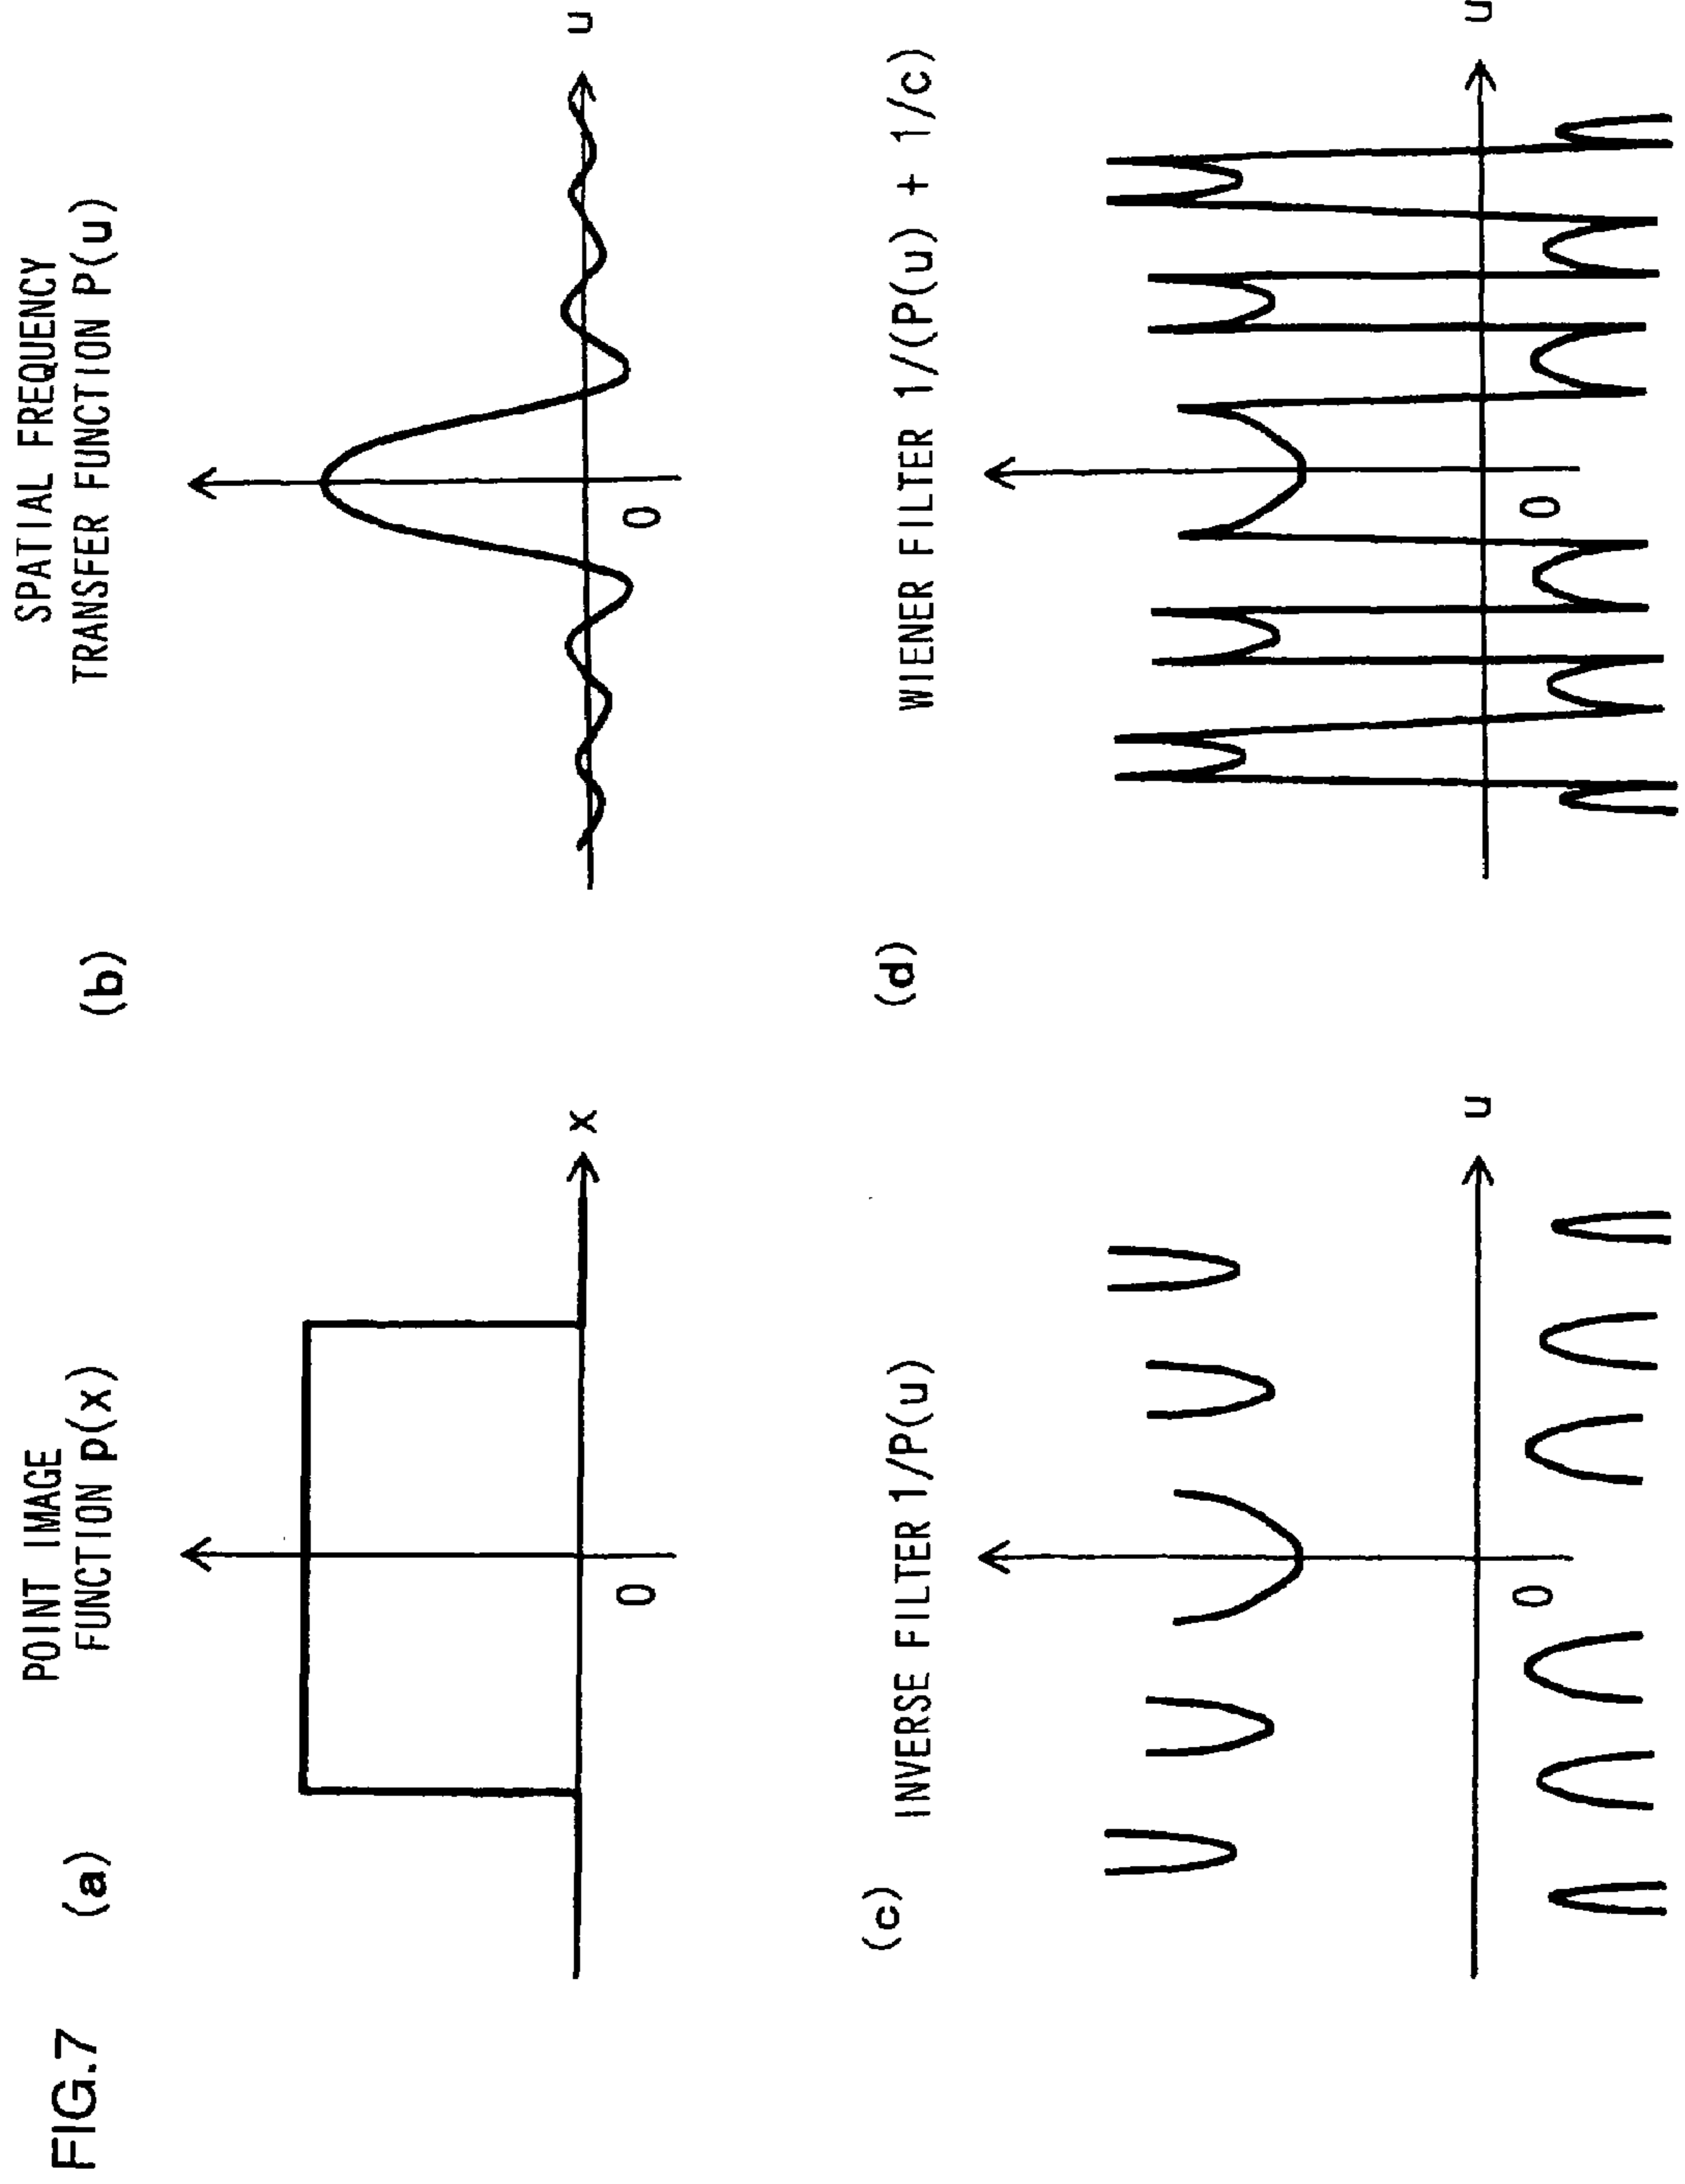 FIG.7
(a)
POINT IMAGE
FUNCTION p(x)
x
0
(b)
SPATIAL FREQUENCY
TRANSFER FUNCTION P(u)
u
0
(c)
INVERSE FILTER 1/P(u)
u
0
(d)
WIENER FILTER 1/(P(u) + 1/c)
u
0